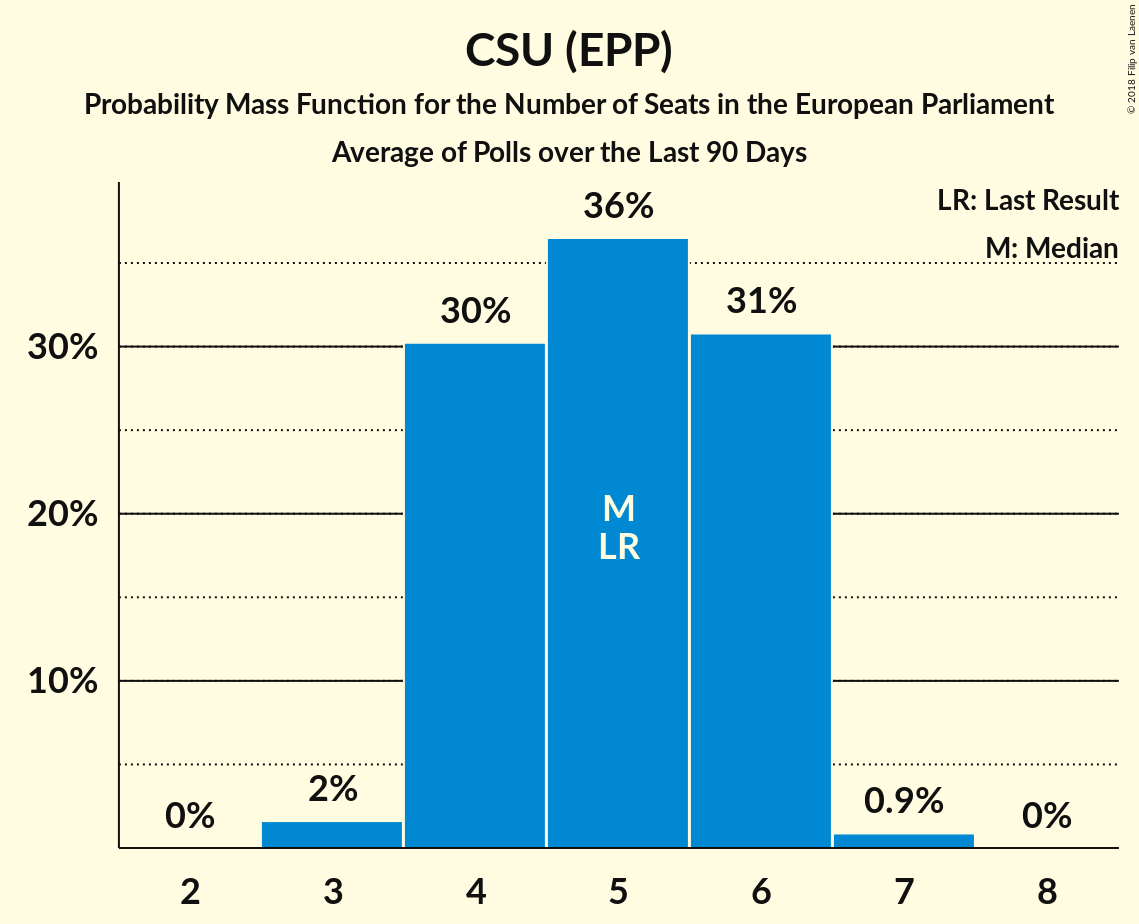 CSU (EPP)
Probability Mass Function for the Number of Seats in the European Parliament
Average of Polls over the Last 90 Days
© 2018 Filip van Laenen
LR: Last Result
M: Median
36%
30%
31%
30%
M
LR
20%
10%
0%
2%
0.9%
0%
2 3 4 5 6 7 8